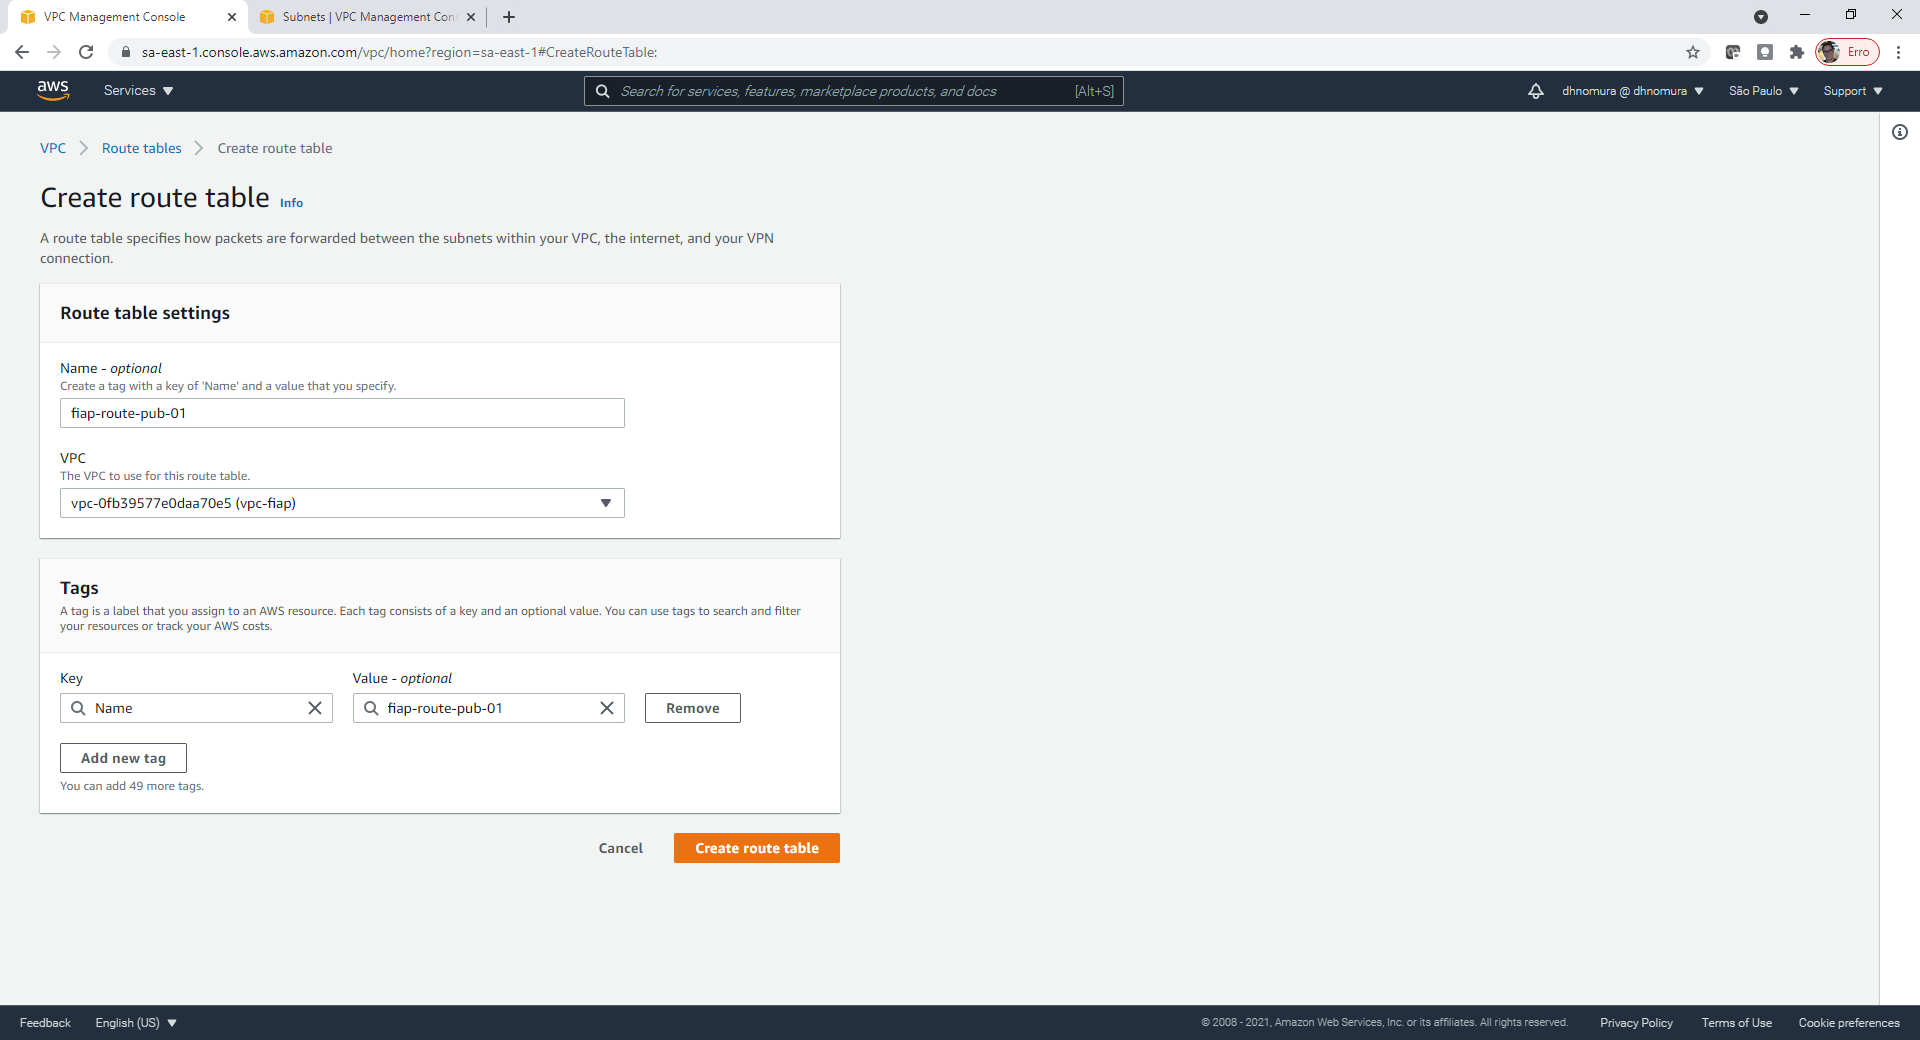 VPC Management Console
Subnets | VPC Management Con
sa-east-1.console.aws.amazon.com/vpc/home?region=sa-east-1#CreateRouteTable:
Erro
aws
Services
Search for services, features, marketplace products, and docs
[Alt+S]
dhnomura @ dhnomura
São Paulo
Support
VPC
Route tables
Create route table
Create route table
Info
A route table specifies how packets are forwarded between the subnets within your VPC, the internet, and your VPN
connection.
Route table settings
Name - optional
Create a tag with a key of 'Name' and a value that you specify.
fiap-route-pub-01
VPC
The VPC to use for this route table.
vpc-0fb39577e0daa70e5 (vpc-fiap)
Tags
A tag is a label that you assign to an AWS resource. Each tag consists of a key and an optional value. You can use tags to search and filter
your resources or track your AWS costs.
Key
Value - optional
Name
fiap-route-pub-01
Remove
Add new tag
You can add 49 more tags.
Cancel
Create route table
Feedback
English (US)
© 2008 - 2021, Amazon Web Services, Inc. or its affiliates. All rights reserved.
Privacy Policy
Terms of Use
Cookie preferences